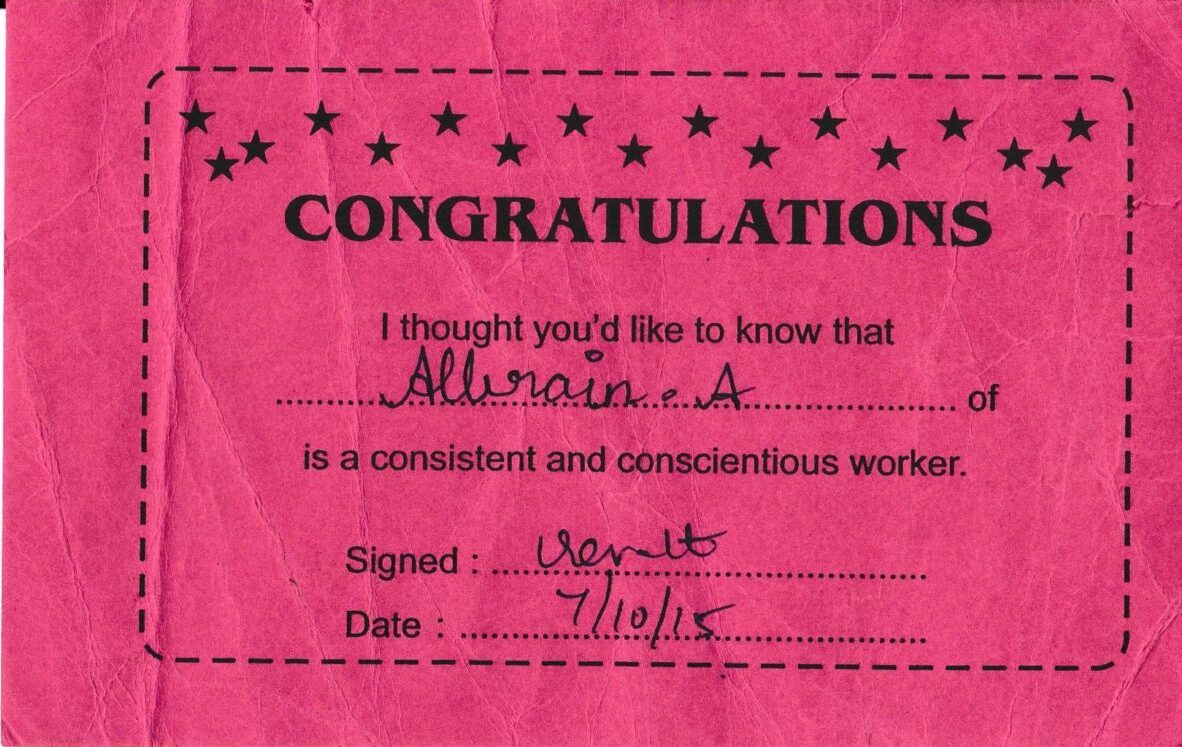 CONGRATULATIONS
I thought you'd like to know that
A of
is a consistent and conscientious worker.
Signed :
Date : 7/10/15